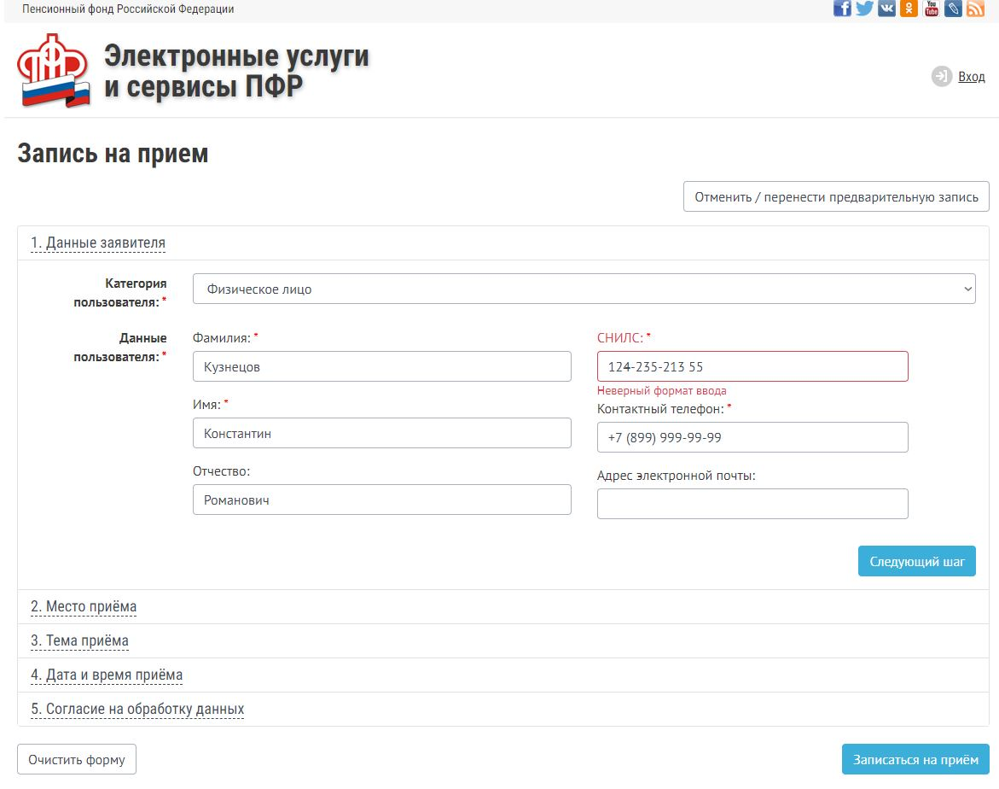 Пенсионный фонд Российской Федерации
Электронные услуги
и сервисы ПФР
Вход
Запись на прием
Отменить / перенести предварительную запись
1. Данные заявителя
Категория
пользователя: *
Физическое лицо
Данные
пользователя: *
Фамилия: *
Кузнецов
Имя: *
Константин
Отчество:
Романович
СНИЛС: *
124-235-213 55
Неверный формат ввода
Контактный телефон: *
+7 (899) 999-99-99
Адрес электронной почты:
Следующий шаг
2. Место приёма
3. Тема приёма
4. Дата и время приёма
5. Согласие на обработку данных
Очистить форму
Записаться на приём